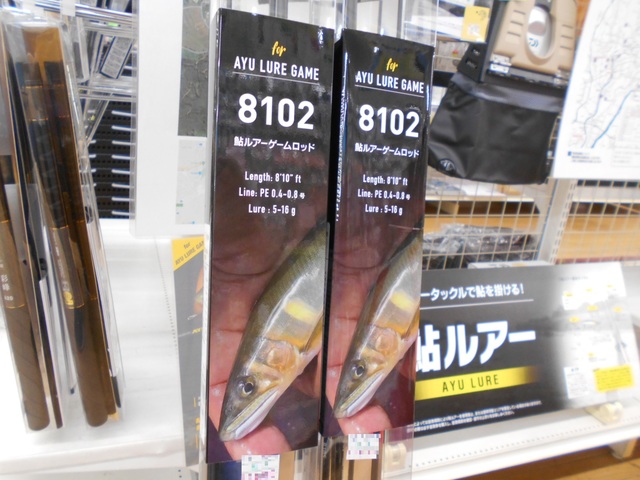 for
AYU LURE GAME
8102
鮎ルアーゲームロッド
Length: 8'10" ft
Line: PE 0.4-0.8号
Lure : 5-16 g
for
AYU LURE GAME
8102
鮎ルアーゲームロッド
Length: 8'10" ft
Line: PE 0.4-0.8号
Lure : 5-16 g
ータックルで鮎を掛ける!
鮎ルアー
AYU LURE